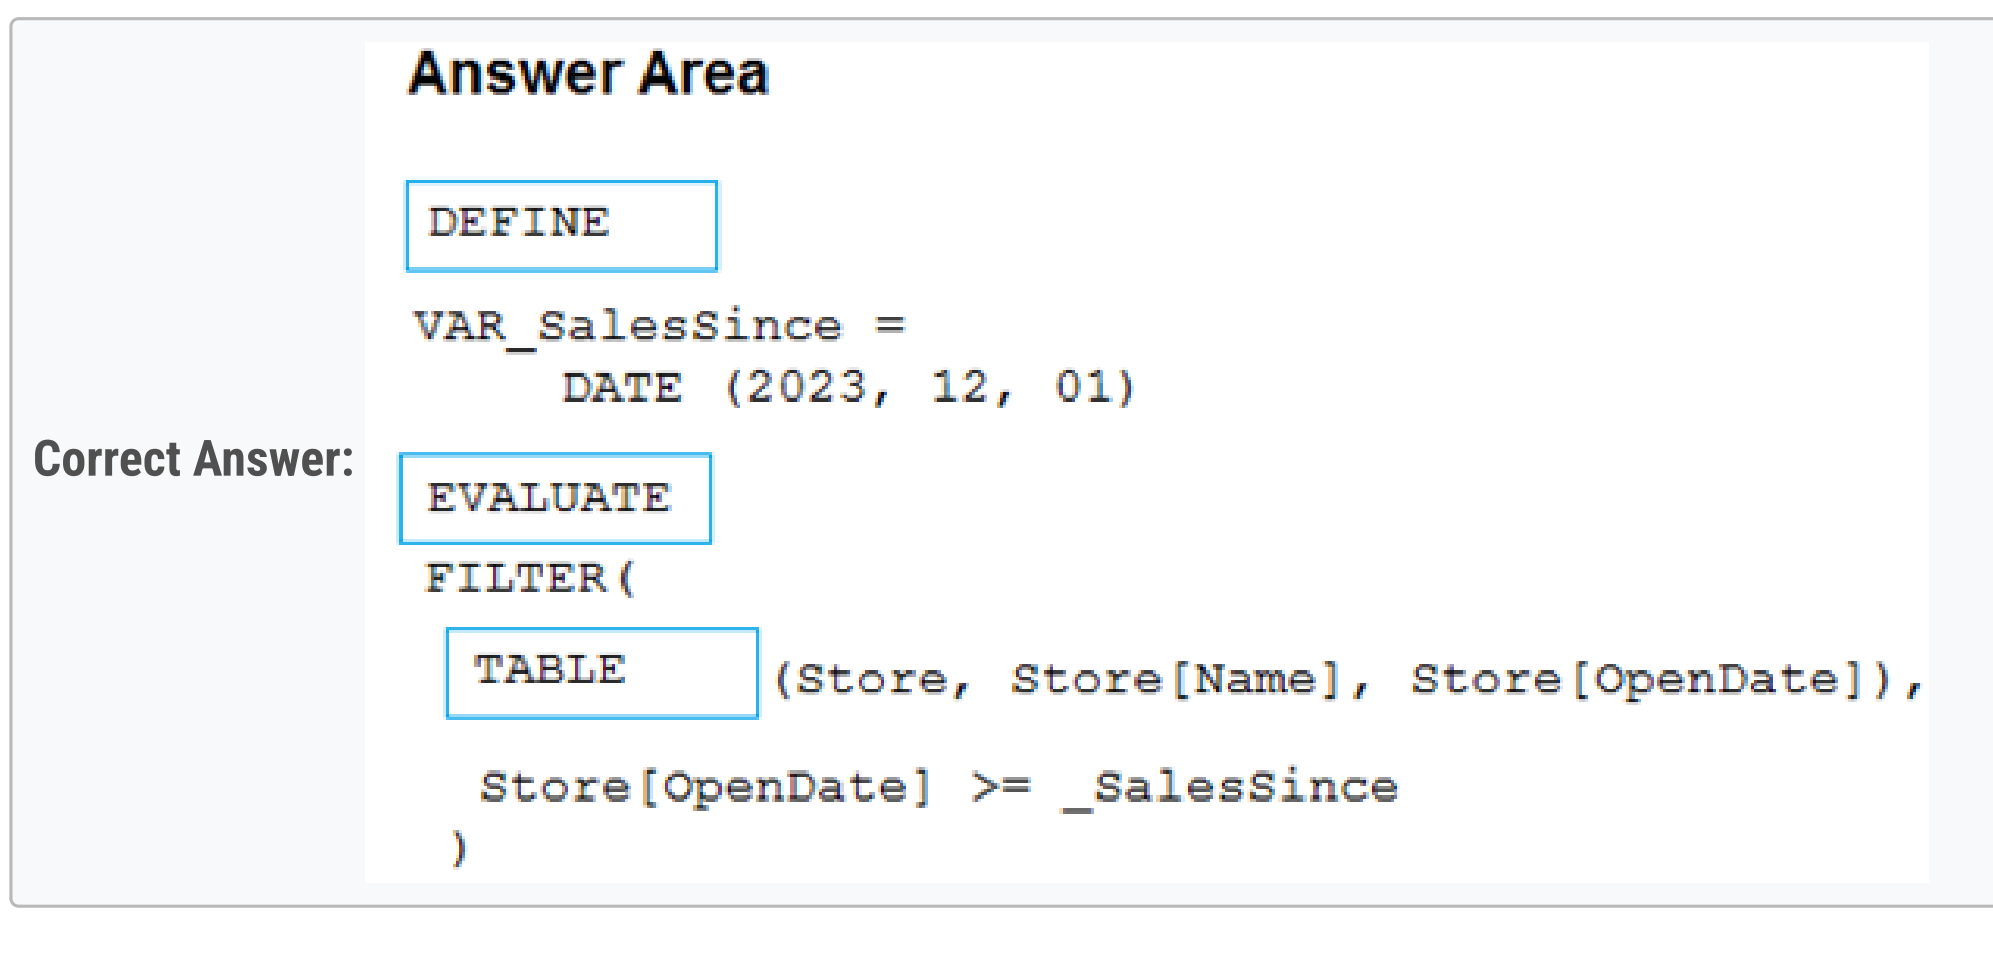 Answer Area
DEFINE
VAR_SalesSince =
DATE (2023, 12, 01)
Correct Answer:
EVALUATE
FILTER(
TABLE (Store, Store[Name], Store[OpenDate]),
Store[OpenDate] >= _SalesSince
)